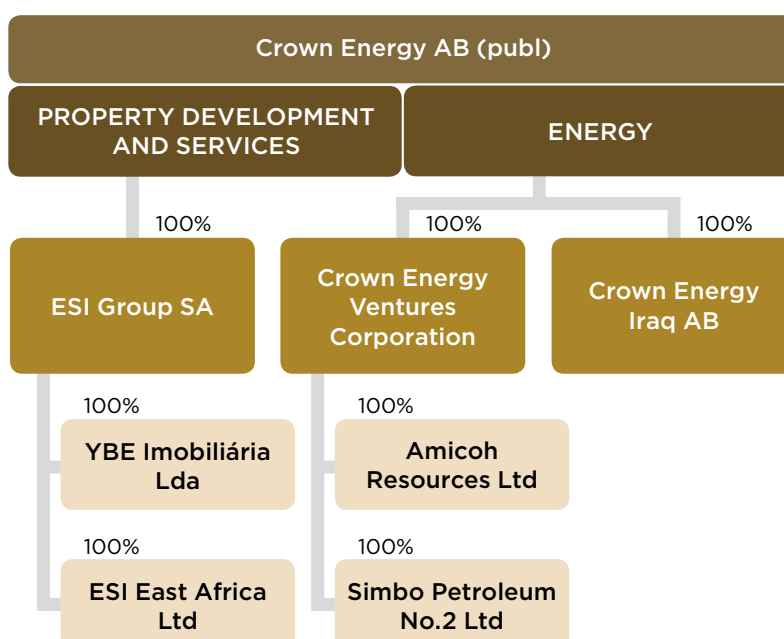 Crown Energy AB (publ)
PROPERTY DEVELOPMENT
AND SERVICES
ENERGY
100%
100%
100%
ESI Group SA
Crown Energy
Ventures
Corporation
Crown Energy
Iraq AB
100%
100%
YBE Imobiliária
Lda
Amicoh
Resources Ltd
100%
100%
ESI East Africa
Ltd
Simbo Petroleum
No.2 Ltd